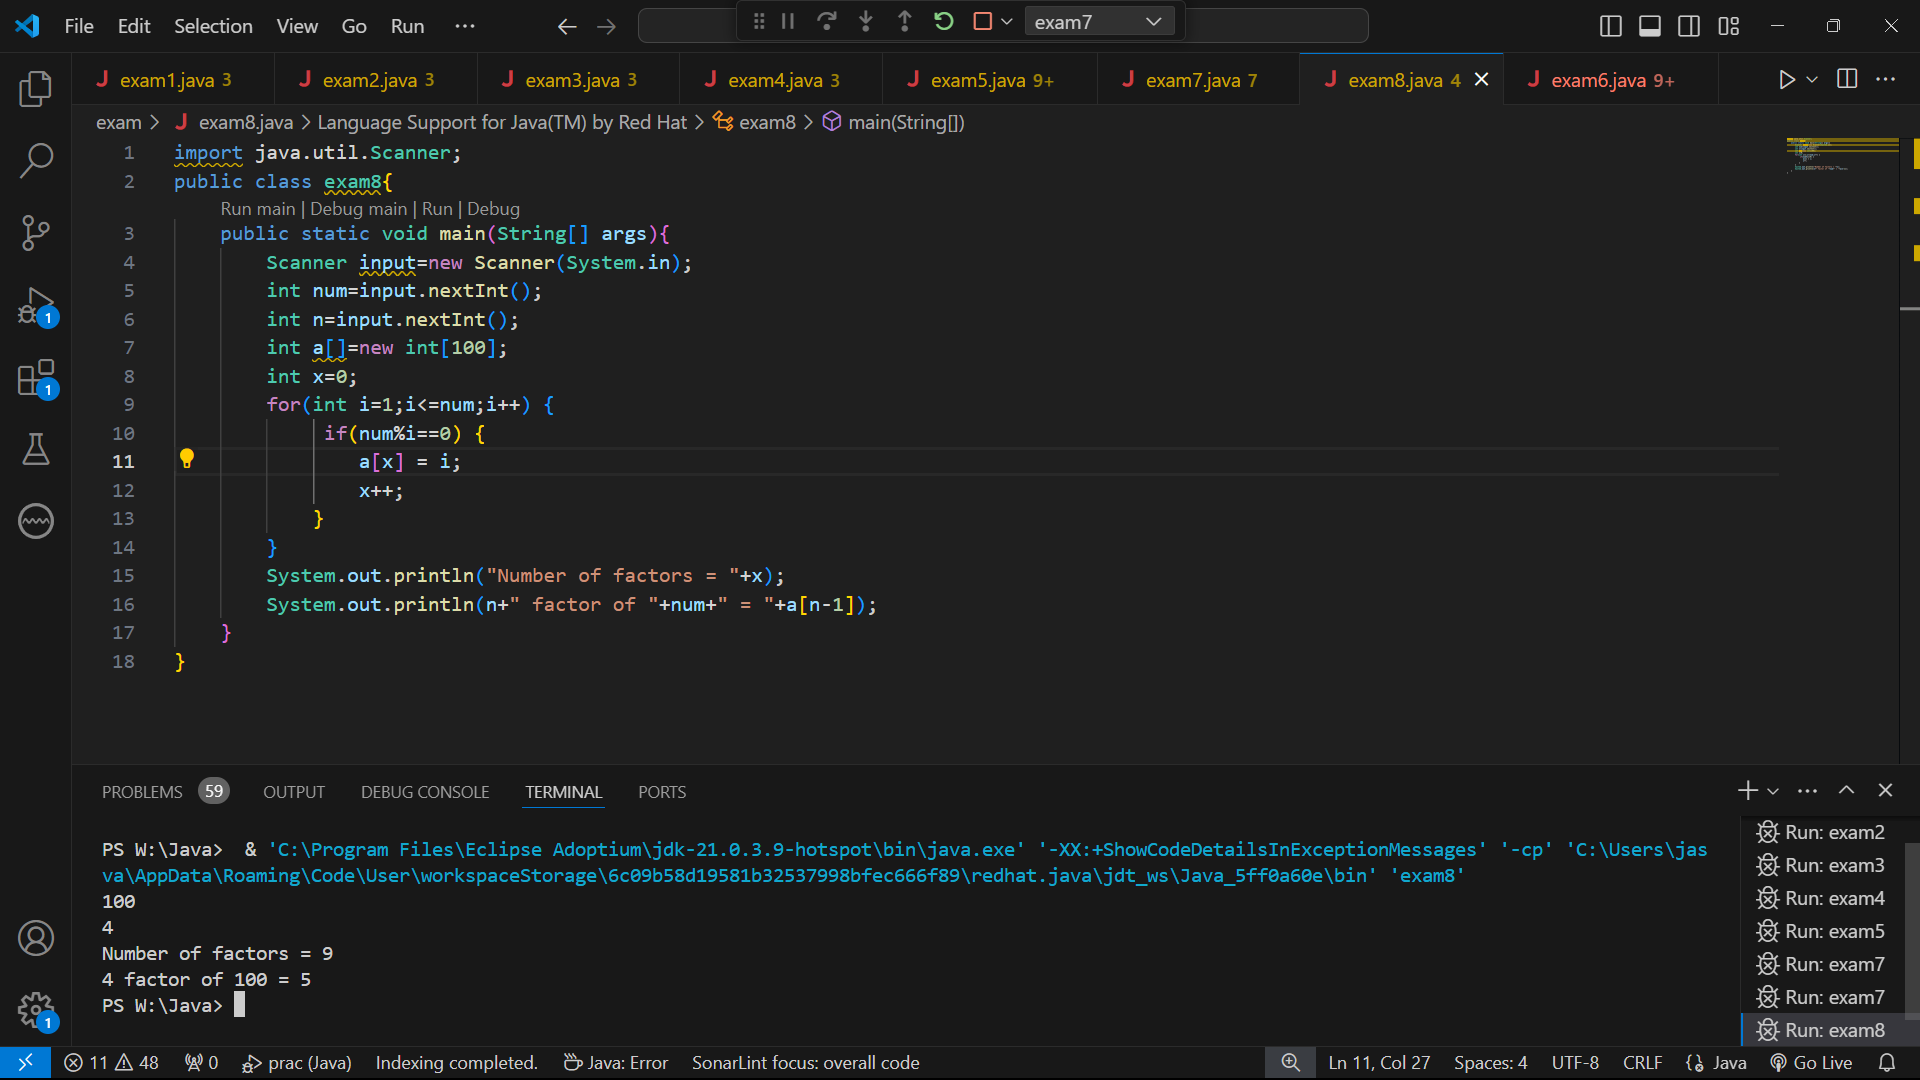 File Edit Selection View Go Run ··· exam7
exam1.java 3 exam2.java 3 exam3.java 3 exam4.java 3 exam5.java 9+ exam7.java 7 exam8.java 4 exam6.java 9+
exam > exam8.java > Language Support for Java(TM) by Red Hat > exam8 > main(String[])
1 import java.util.Scanner;
2 public class exam8{
Run main | Debug main | Run | Debug
3 public static void main(String[] args){
4 Scanner input=new Scanner(System.in);
5 int num=input.nextInt();
6 int n=input.nextInt();
7 int a[]=new int[100];
8 int x=0;
9 for(int i=1;i<=num;i++) {
10 if(num%i==0) {
11 a[x] = i;
12 x++;
13 }
14 }
15 System.out.println("Number of factors = "+x);
16 System.out.println(n+" factor of "+num+" = "+a[n-1]);
17 }
18 }
PROBLEMS 59 OUTPUT DEBUG CONSOLE TERMINAL PORTS
PS W:\Java>  & 'C:\Program Files\Eclipse Adoptium\jdk-21.0.3.9-hotspot\bin\java.exe' '-XX:+ShowCodeDetailsInExceptionMessages' '-cp' 'C:\Users\jas
va\AppData\Roaming\Code\User\workspaceStorage\6c09b58d19581b32537998bfec666f89\redhat.java\jdt_ws\Java_5ff0a60e\bin' 'exam8'
100
4
Number of factors = 9
4 factor of 100 = 5
PS W:\Java>
Run: exam2
Run: exam3
Run: exam4
Run: exam5
Run: exam7
Run: exam7
Run: exam8
1
1
1
11 48 0 prac (Java) Indexing completed. Java: Error SonarLint focus: overall code Ln 11, Col 27 Spaces: 4 UTF-8 CRLF Java Go Live